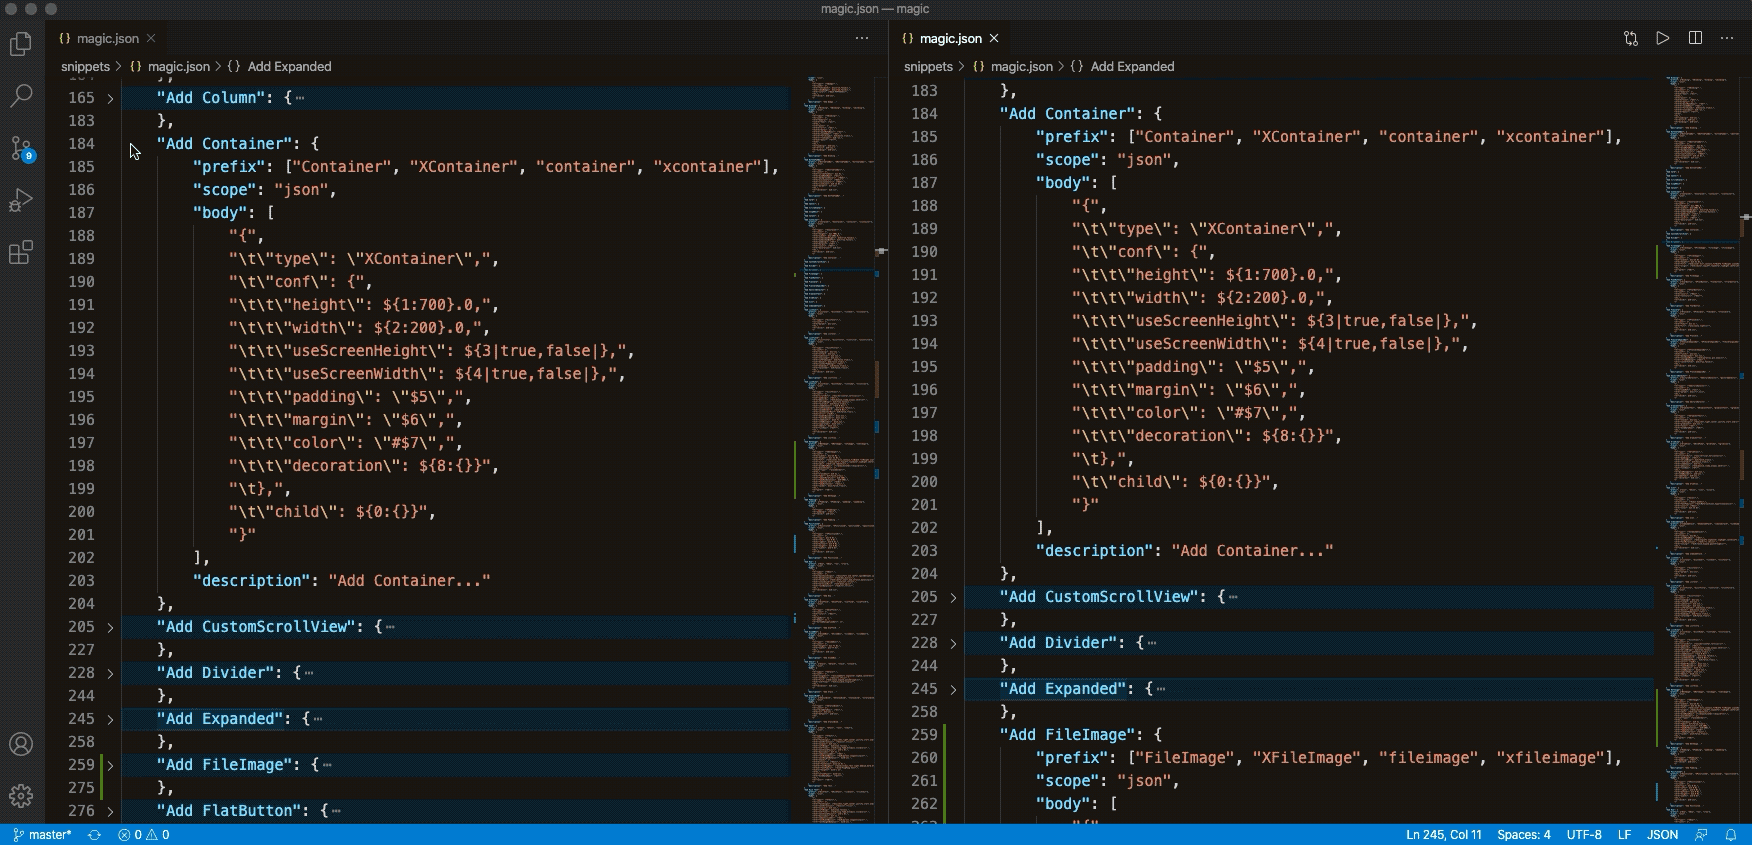 magic.json — magic
{} magic.json ×
···
snippets > {} magic.json > {} Add Expanded
165 > "Add Column": {···
183 },
184 "Add Container": {
185 "prefix": ["Container", "XContainer", "container", "xcontainer"],
186 "scope": "json",
187 "body": [
188 "{",
189 "\t\"type\": \"XContainer\",",
190 "\t\"conf\": {",
191 "\t\t\"height\": ${1:700}.0,",
192 "\t\t\"width\": ${2:200}.0,",
193 "\t\t\"useScreenHeight\": ${3|true,false|},",
194 "\t\t\"useScreenWidth\": ${4|true,false|},",
195 "\t\t\"padding\": \"$5\",",
196 "\t\t\"margin\": \"$6\",",
197 "\t\t\"color\": \"#$7\",",
198 "\t\t\"decoration\": ${8:{}}",
199 "\t},",
200 "\t\"child\": ${0:{}}",
201 "}"
202 ],
203 "description": "Add Container..."
204 },
205 > "Add CustomScrollView": {···
227 },
228 > "Add Divider": {···
244 },
245 > "Add Expanded": {···
258 },
259 > "Add FileImage": {···
275 },
276 > "Add FlatButton": {···
{} magic.json ×
···
snippets > {} magic.json > {} Add Expanded
183 },
184 "Add Container": {
185 "prefix": ["Container", "XContainer", "container", "xcontainer"],
186 "scope": "json",
187 "body": [
188 "{",
189 "\t\"type\": \"XContainer\",",
190 "\t\"conf\": {",
191 "\t\t\"height\": ${1:700}.0,",
192 "\t\t\"width\": ${2:200}.0,",
193 "\t\t\"useScreenHeight\": ${3|true,false|},",
194 "\t\t\"useScreenWidth\": ${4|true,false|},",
195 "\t\t\"padding\": \"$5\",",
196 "\t\t\"margin\": \"$6\",",
197 "\t\t\"color\": \"#$7\",",
198 "\t\t\"decoration\": ${8:{}}",
199 "\t},",
200 "\t\"child\": ${0:{}}",
201 "}"
202 ],
203 "description": "Add Container..."
204 },
205 > "Add CustomScrollView": {···
227 },
228 > "Add Divider": {···
244 },
245 > "Add Expanded": {···
258 },
259 "Add FileImage": {
260 "prefix": ["FileImage", "XFileImage", "fileimage", "xfileimage"],
261 "scope": "json",
262 "body": [
9
master* 0 0
Ln 245, Col 11 Spaces: 4 UTF-8 LF JSON